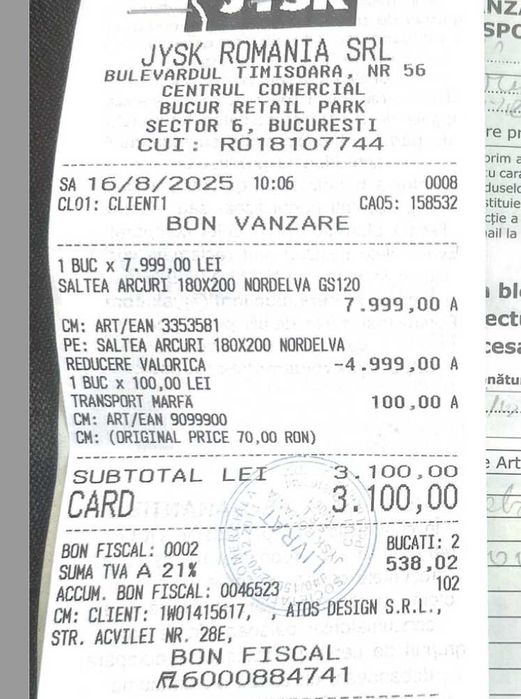 JYSK
JYSK ROMANIA SRL
BULEVARDUL TIMISOARA, NR 56
CENTRUL COMERCIAL
BUCUR RETAIL PARK
SECTOR 6, BUCURESTI
CUI: RO18107744
SA 16/8/2025 10:06 0008
CL01: CLIENT1 CA05: 158532
BON VANZARE
1 BUC x 7.999,00 LEI
SALTEA ARCURI 180X200 NORDELVA GS120
7.999,00 A
CM: ART/EAN 3353581
PE: SALTEA ARCURI 180X200 NORDELVA
REDUCERE VALORICA -4.999,00 A
1 BUC x 100,00 LEI
TRANSPORT MARFA 100,00 A
CM: ART/EAN 9099900
CM: (ORIGINAL PRICE 70,00 RON)
SUBTOTAL LEI 3.100,00
CARD 3.100,00
LIVRAT
BON FISCAL: 0002 BUCATI: 2
SUMA TVA A 21% 538,02
ACCUM. BON FISCAL: 0046523 102
CM: CLIENT: 1W01415617, , ATOS DESIGN S.R.L.,
STR. ACVILEI NR. 28E,
BON FISCAL
6000884741